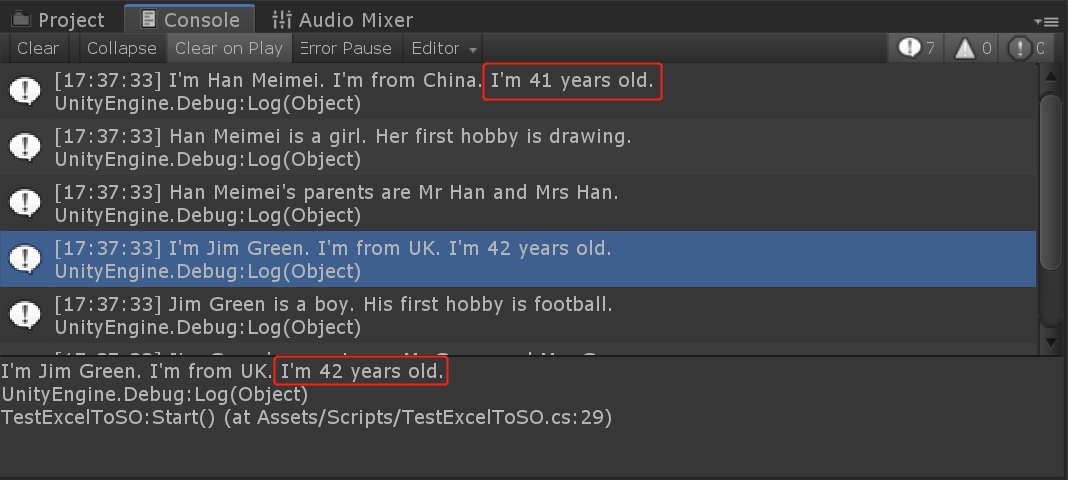 Project Console Audio Mixer
Clear Collapse Clear on Play Error Pause Editor 7 0 0
[17:37:33] I'm Han Meimei. I'm from China. I'm 41 years old.
UnityEngine.Debug:Log(Object)
[17:37:33] Han Meimei is a girl. Her first hobby is drawing.
UnityEngine.Debug:Log(Object)
[17:37:33] Han Meimei's parents are Mr Han and Mrs Han.
UnityEngine.Debug:Log(Object)
[17:37:33] I'm Jim Green. I'm from UK. I'm 42 years old.
UnityEngine.Debug:Log(Object)
[17:37:33] Jim Green is a boy. His first hobby is football.
UnityEngine.Debug:Log(Object)
I'm Jim Green. I'm from UK. I'm 42 years old.
UnityEngine.Debug:Log(Object)
TestExcelToSO:Start() (at Assets/Scripts/TestExcelToSO.cs:29)